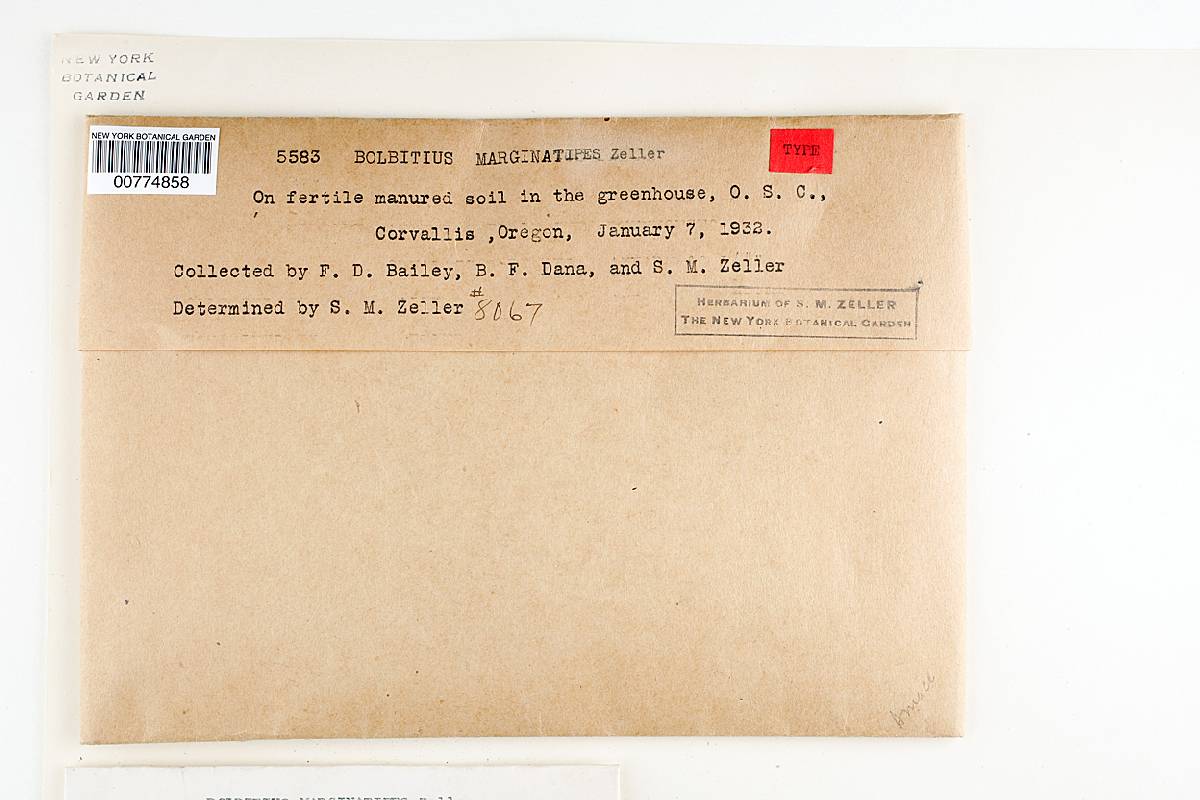 NEW YORK
BOTANICAL
GARDEN
NEW YORK BOTANICAL GARDEN
00774858
5583 BOLBITIUS MARGINATIPES Zeller
TYPE
On fertile manured soil in the greenhouse, O. S. C.,
Corvallis ,Oregon, January 7, 1932.
Collected by F. D. Bailey, B. F. Dana, and S. M. Zeller
Determined by S. M. Zeller #8067
HERBARIUM OF S. M. ZELLER
THE NEW YORK BOTANICAL GARDEN